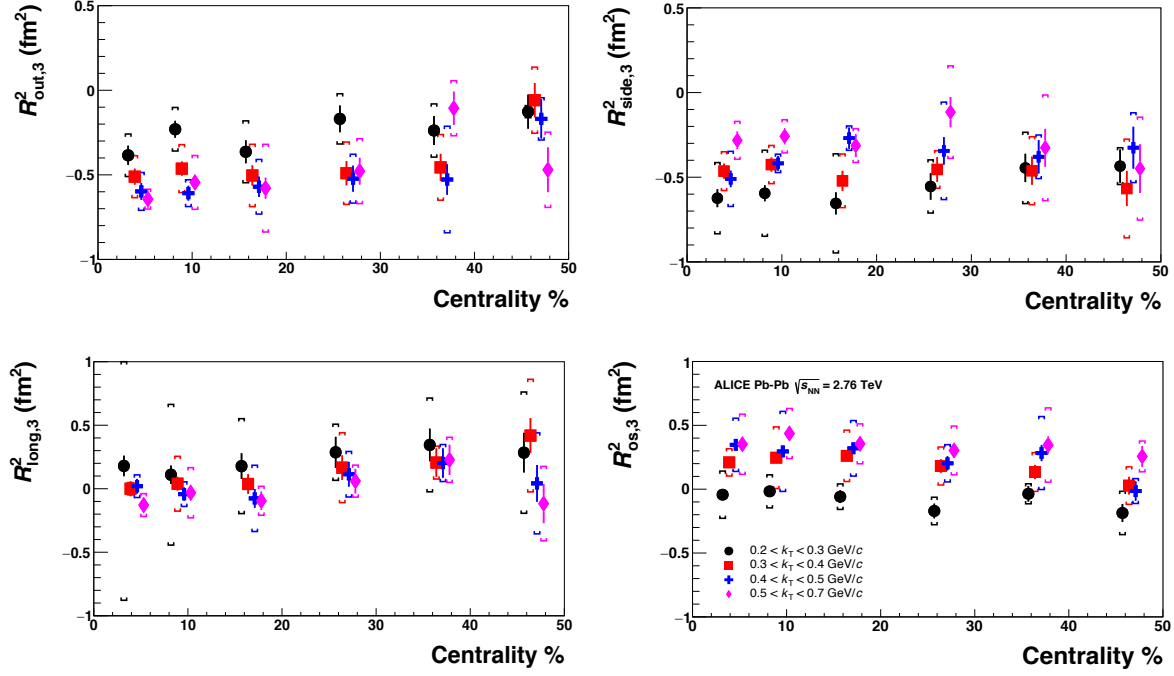 R²out,3 (fm²)
0.5
0
−0.5
−1
0 10 20 30 40 50
Centrality %
R²side,3 (fm²)
0.5
0
−0.5
−1
0 10 20 30 40 50
Centrality %
R²long,3 (fm²)
1
0.5
0
−0.5
−1
0 10 20 30 40 50
Centrality %
R²os,3 (fm²)
1
0.5
0
−0.5
−1
ALICE Pb-Pb √sNN = 2.76 TeV
0.2 < kT < 0.3 GeV/c
0.3 < kT < 0.4 GeV/c
0.4 < kT < 0.5 GeV/c
0.5 < kT < 0.7 GeV/c
0 10 20 30 40 50
Centrality %